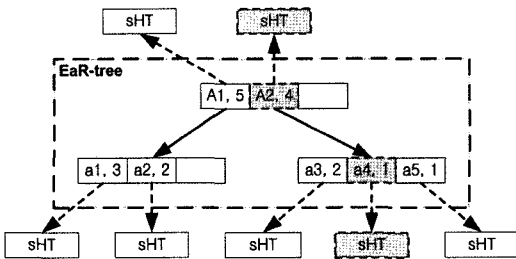 sHT sHT
EaR-tree
A1, 5 A2, 4
a1, 3 a2, 2 a3, 2 a4, 1 a5, 1
sHT sHT sHT sHT sHT